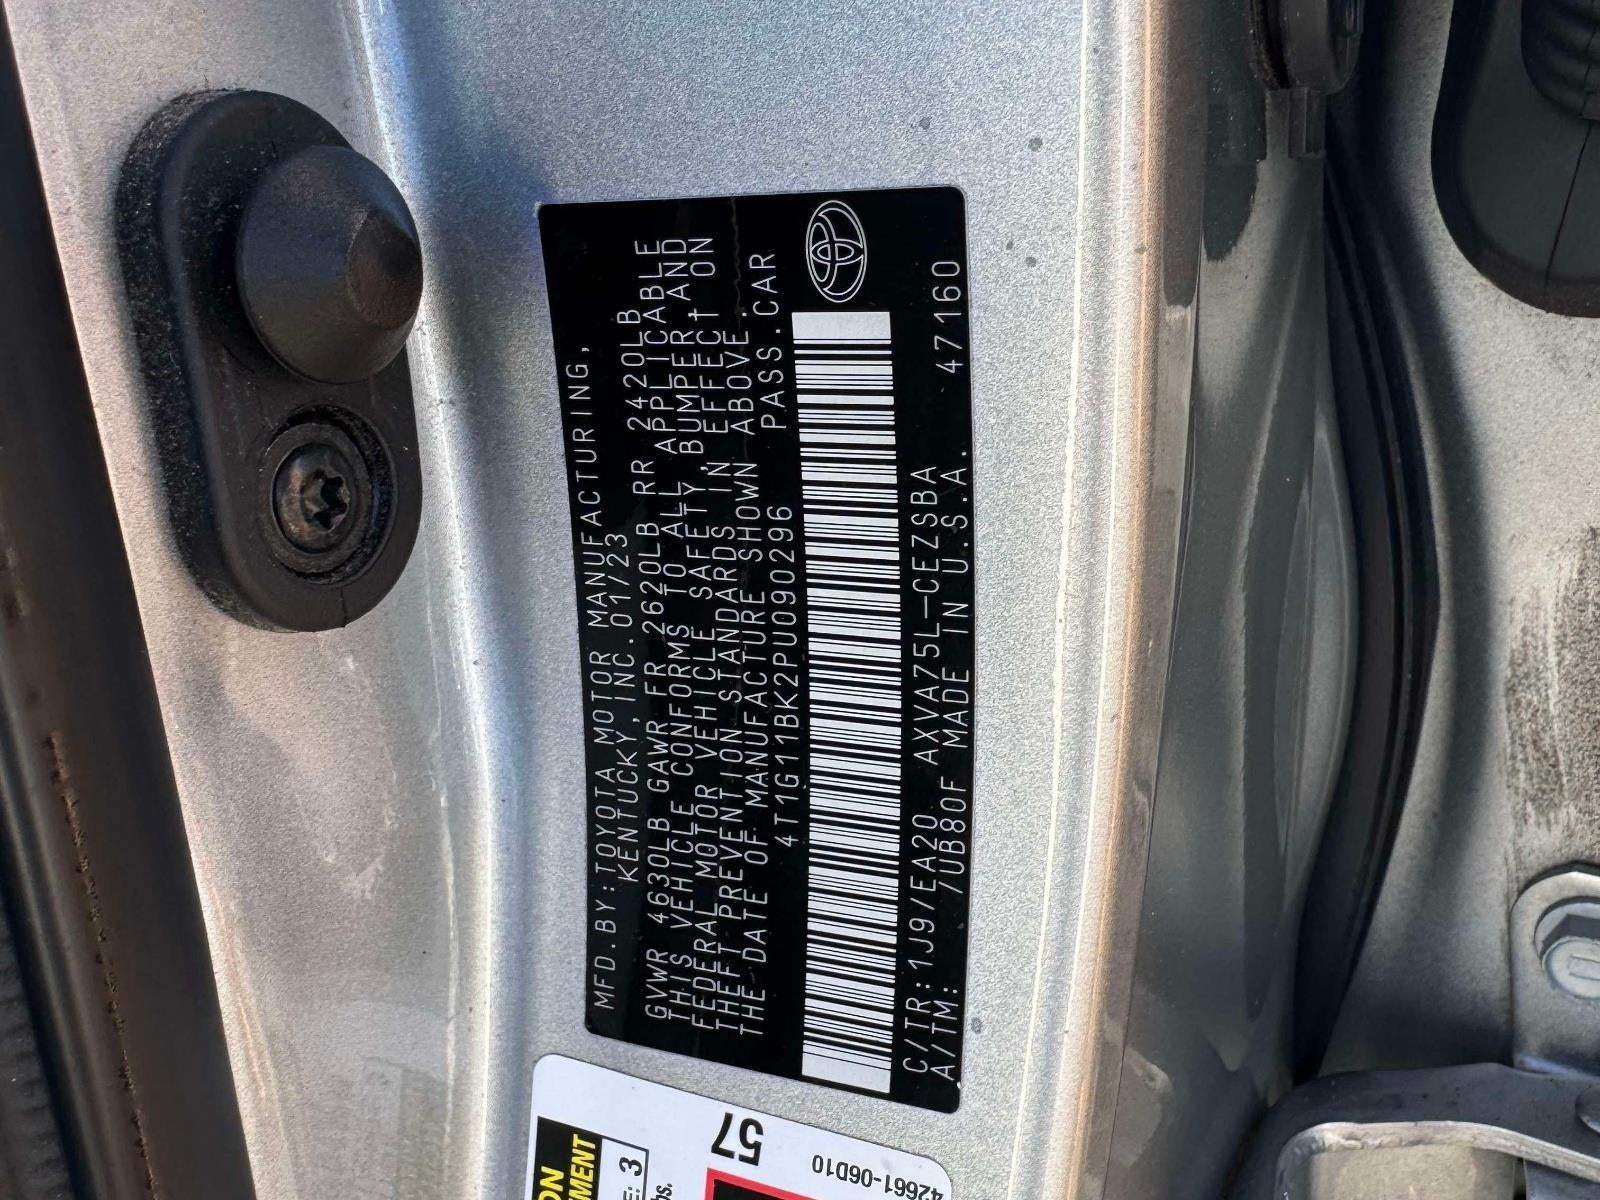 MFD.BY:TOYOTA MOTOR MANUFACTURING,
KENTUCKY,INC. 01/23
GVWR 4630LB GAWR FR 2620LB RR 2420LB
THIS VEHICLE CONFORMS TO ALL APPLICABLE
FEDERAL MOTOR VEHICLE SAFETY, BUMPER, AND
THEFT PREVENTION STANDARDS IN EFFECT ON
THE DATE OF MANUFACTURE SHOWN ABOVE.
4T1G11BK2PU090296 PASS.CAR
C/TR:1J9/EA20 AXVA75L-CEZSBA
A/TM: /UB80F MADE IN U.S.A. 47160
57
42661-06D10
3